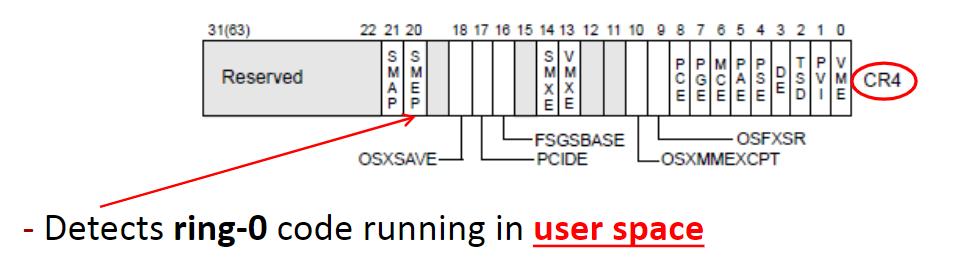 31(63) 22 21 20 18 17 16 15 14 13 12 11 10 9 8 7 6 5 4 3 2 1 0
Reserved SMAP SMEP SMXE VMXE PCE PGE MCE PAE PSE DE TSD PVI VME CR4
FSGSBASE OSFXSR
OSXSAVE PCIDE OSXMMEXCPT
- Detects ring-0 code running in user space